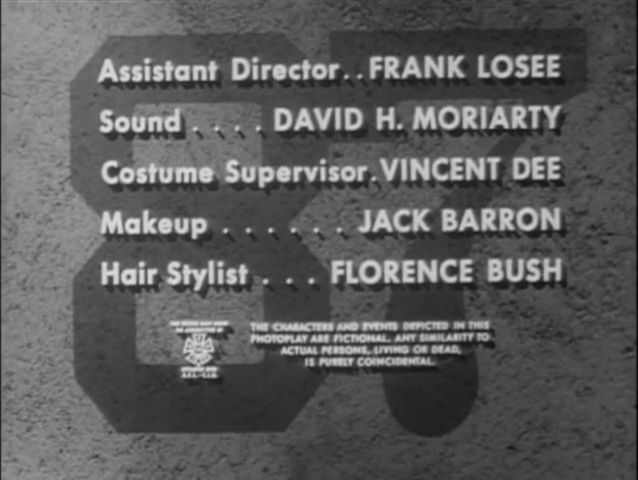 87
Assistant Director..FRANK LOSEE
Sound....DAVID H. MORIARTY
Costume Supervisor.VINCENT DEE
Makeup......JACK BARRON
Hair Stylist...FLORENCE BUSH
THE CHARACTERS AND EVENTS DEPICTED IN THIS
PHOTOPLAY ARE FICTIONAL. ANY SIMILARITY TO
ACTUAL PERSONS, LIVING OR DEAD,
IS PURELY COINCIDENTAL.